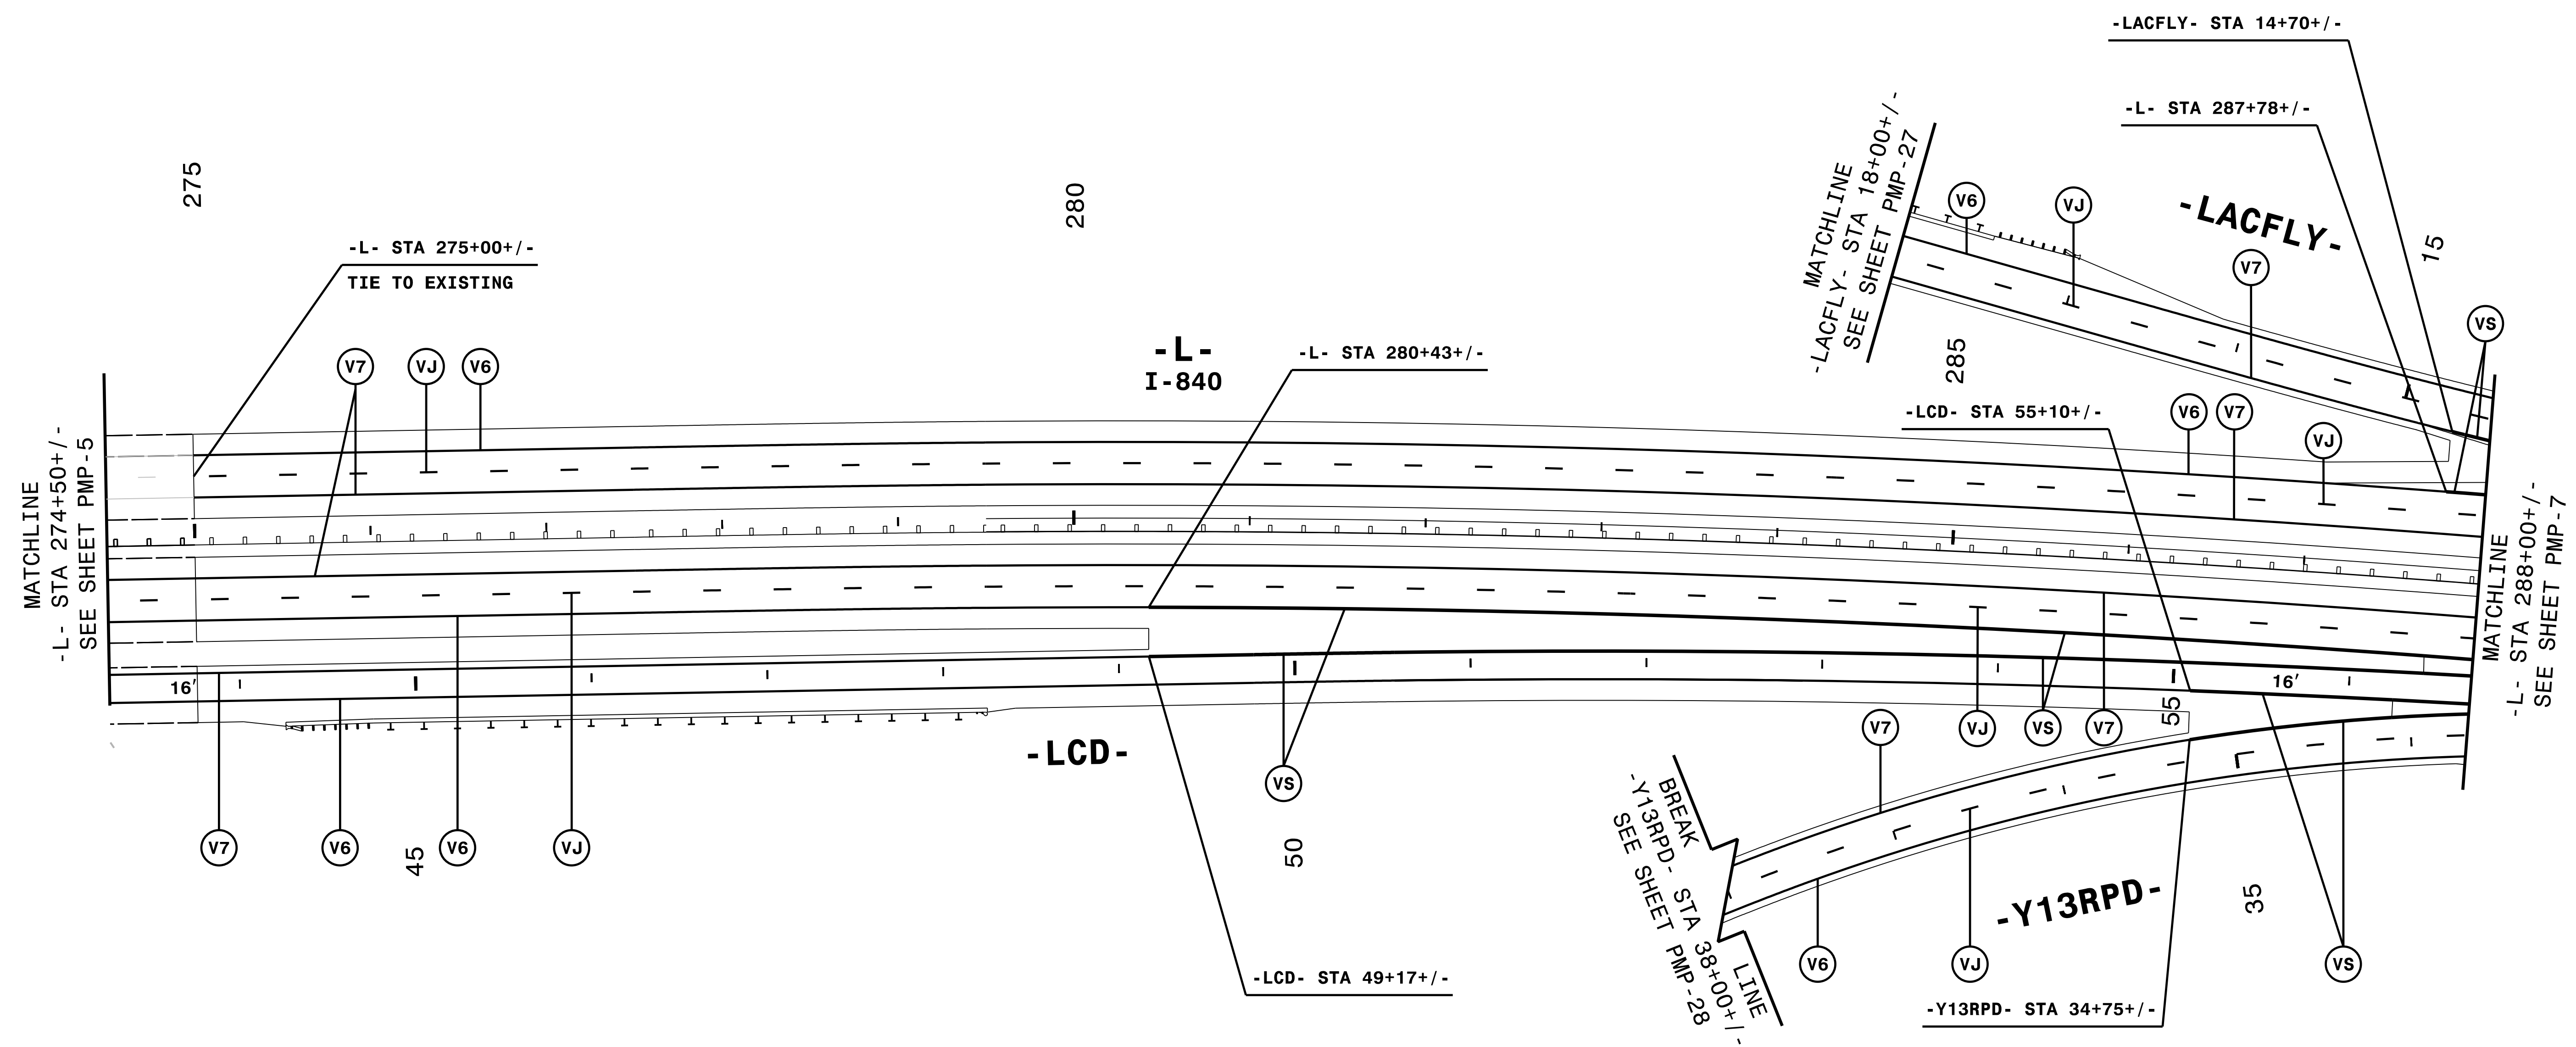 -LACFLY- STA 14+70+/-
-L- STA 287+78+/-
MATCHLINE
-LACFLY- STA 18+00+/-
SEE SHEET PMP-27
V6
VJ
-LACFLY-
V7
15
VS
275
280
285
-L- STA 275+00+/-
TIE TO EXISTING
V7
VJ
V6
-L-
I-840
-L- STA 280+43+/-
-LCD- STA 55+10+/-
V6
V7
VJ
MATCHLINE
-L- STA 274+50+/-
SEE SHEET PMP-5
MATCHLINE
-L- STA 288+00+/-
SEE SHEET PMP-7
16'
16'
55
V7
VJ
VS
V7
-LCD-
VS
V7
V6
45
V6
VJ
50
BREAK LINE
-Y13RPD- STA 38+00+/-
SEE SHEET PMP-28
-Y13RPD-
35
V6
VJ
VS
-LCD- STA 49+17+/-
-Y13RPD- STA 34+75+/-